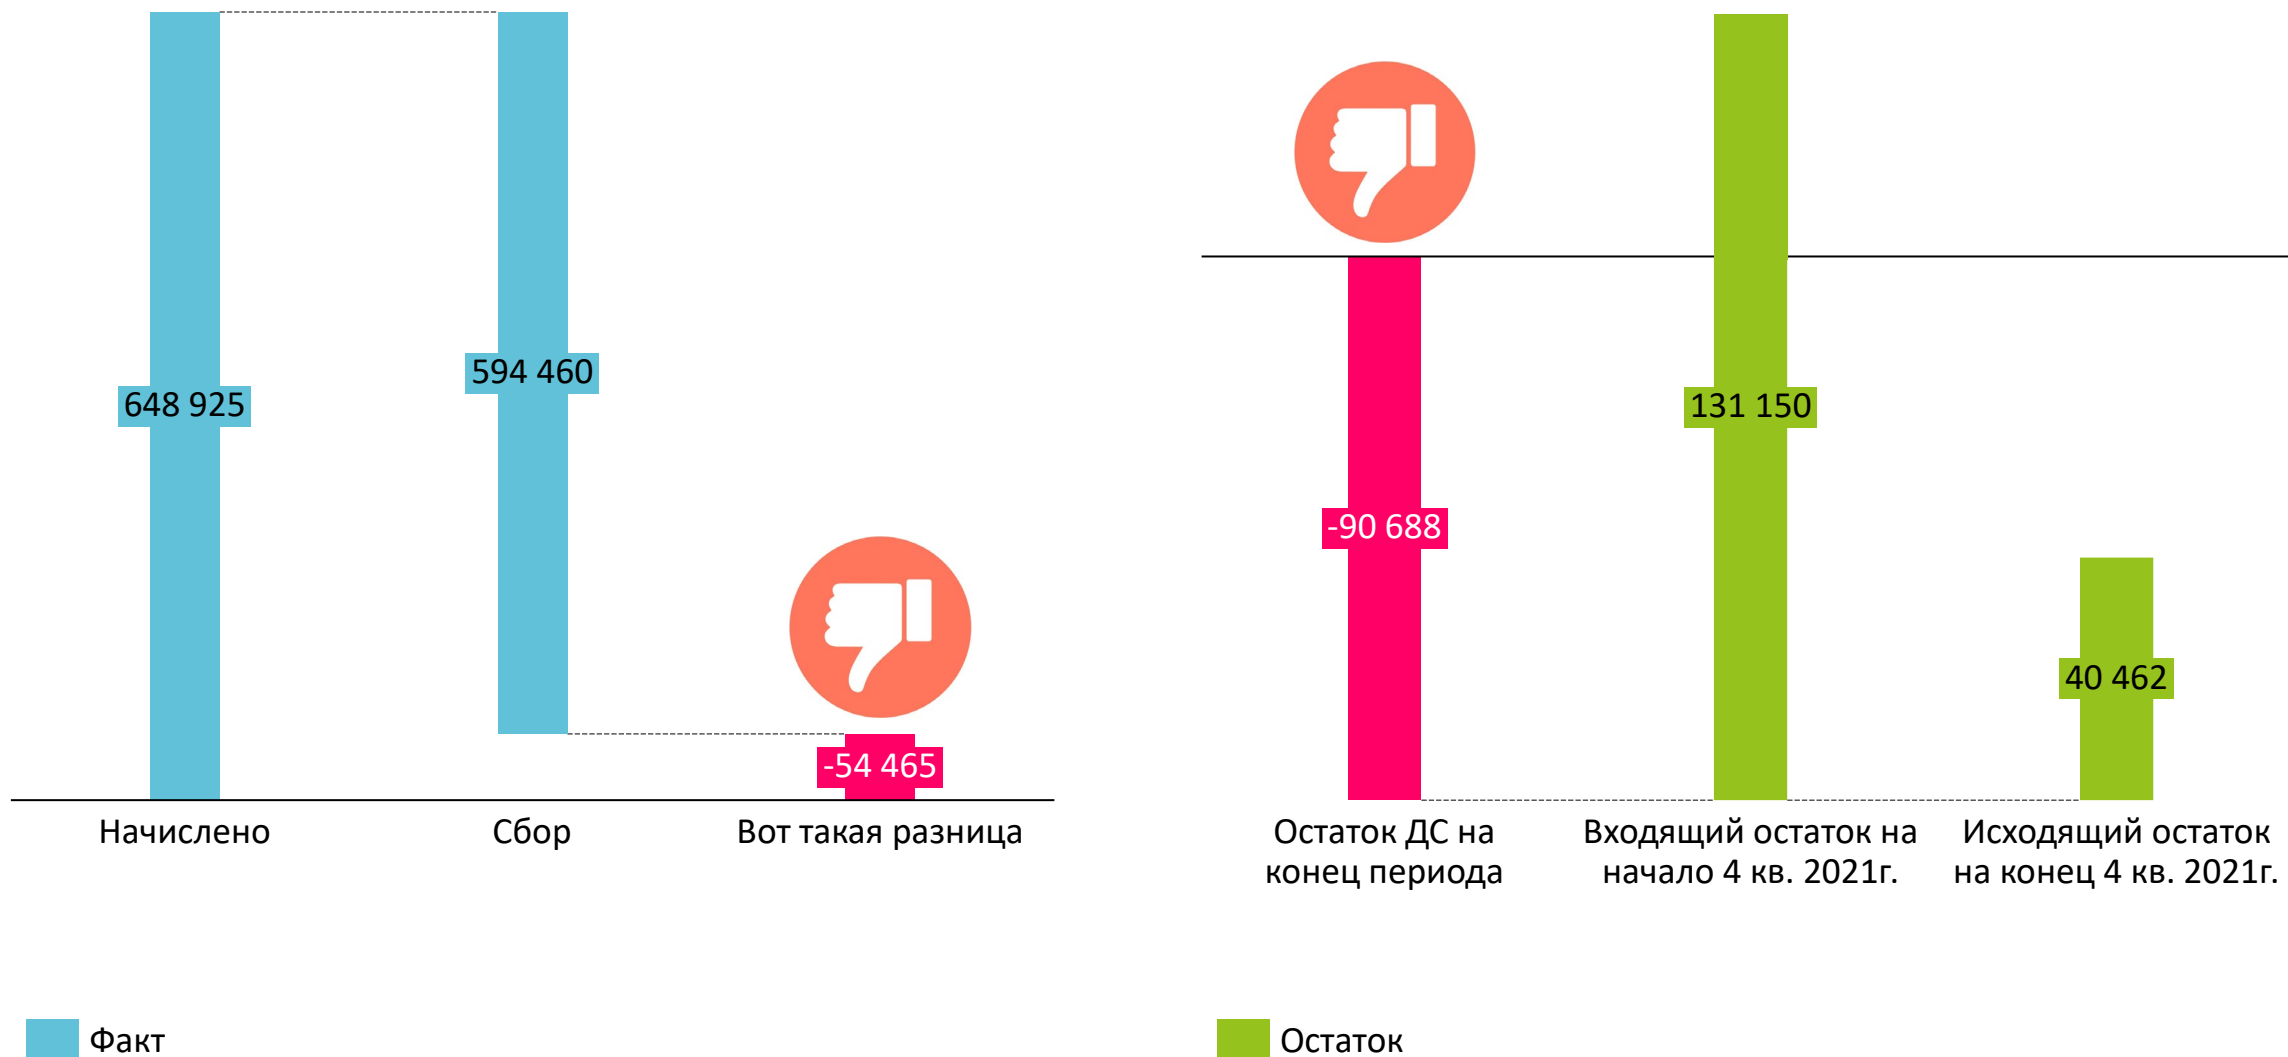 648 925
594 460
-54 465
Начислено
Сбор
Вот такая разница
Факт
-90 688
131 150
40 462
Остаток ДС на
конец периода
Входящий остаток на
начало 4 кв. 2021г.
Исходящий остаток
на конец 4 кв. 2021г.
Остаток